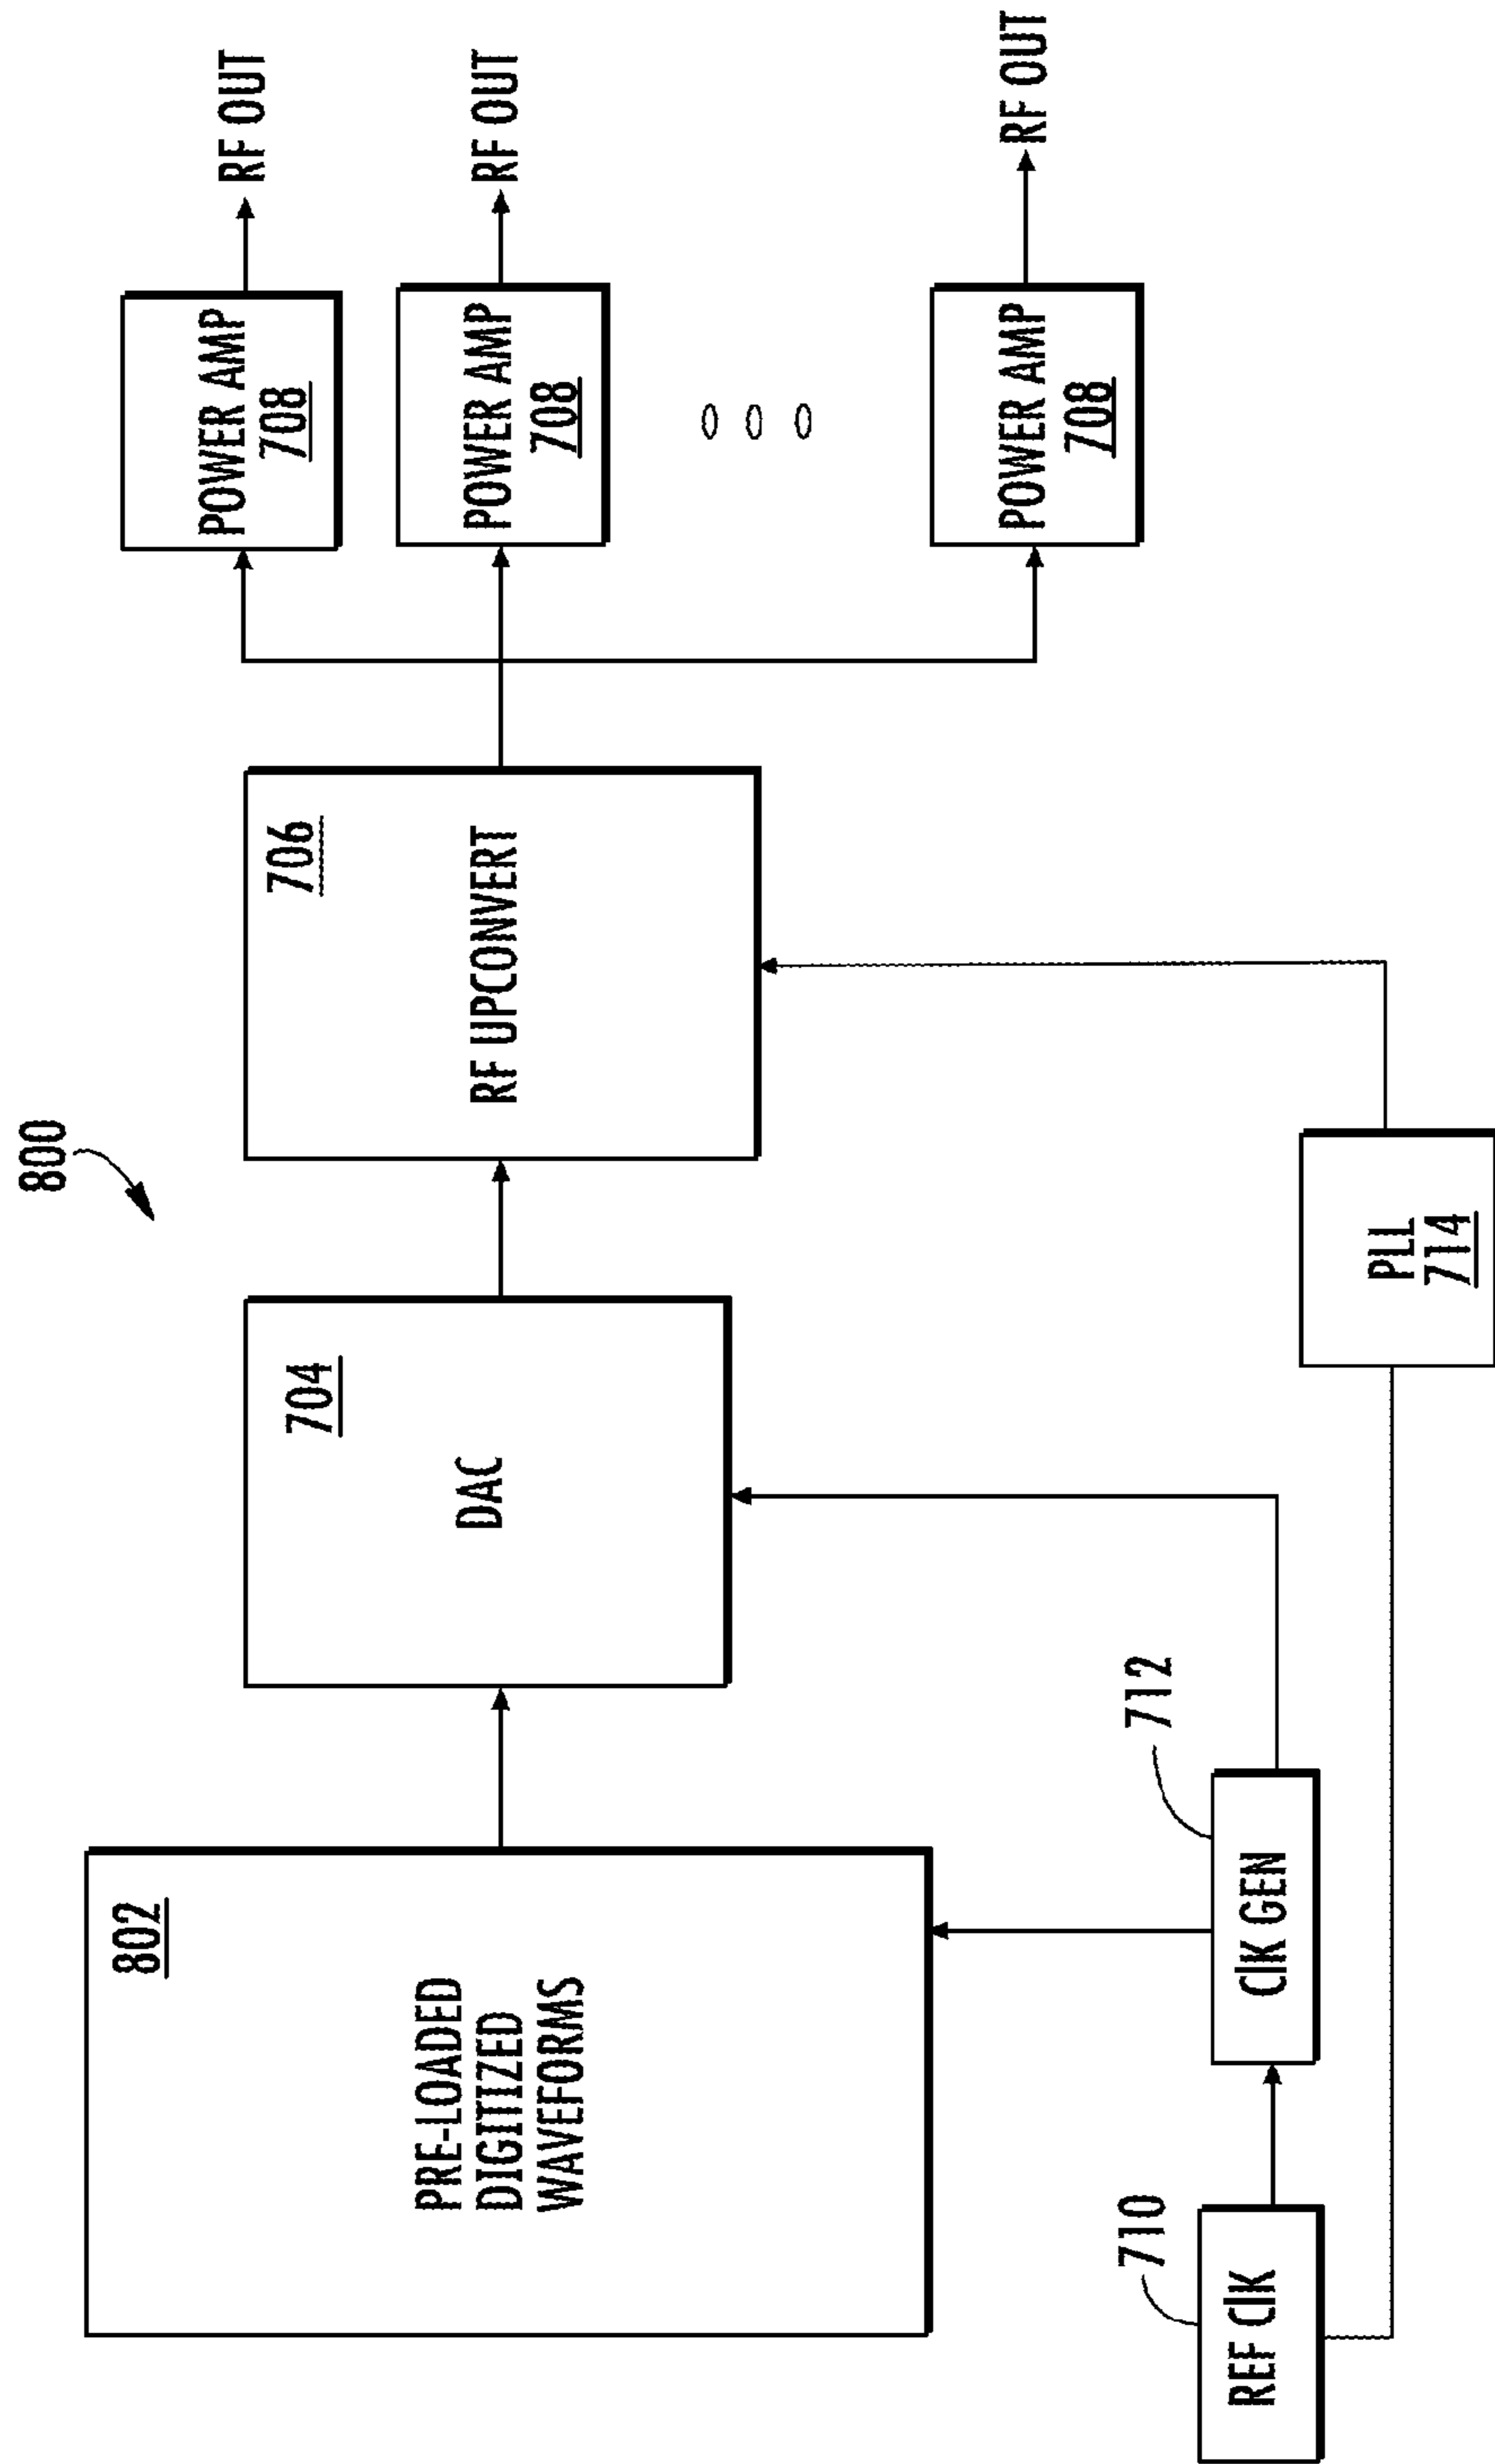 800
802
PRE-LOADED
DIGITIZED
WAVEFORMS
704
DAC
706
RF UPCONVERT
POWER AMP
708
RF OUT
POWER AMP
708
RF OUT
POWER AMP
708
RF OUT
710
REF ClK
712
ClK GEN
PLL
714